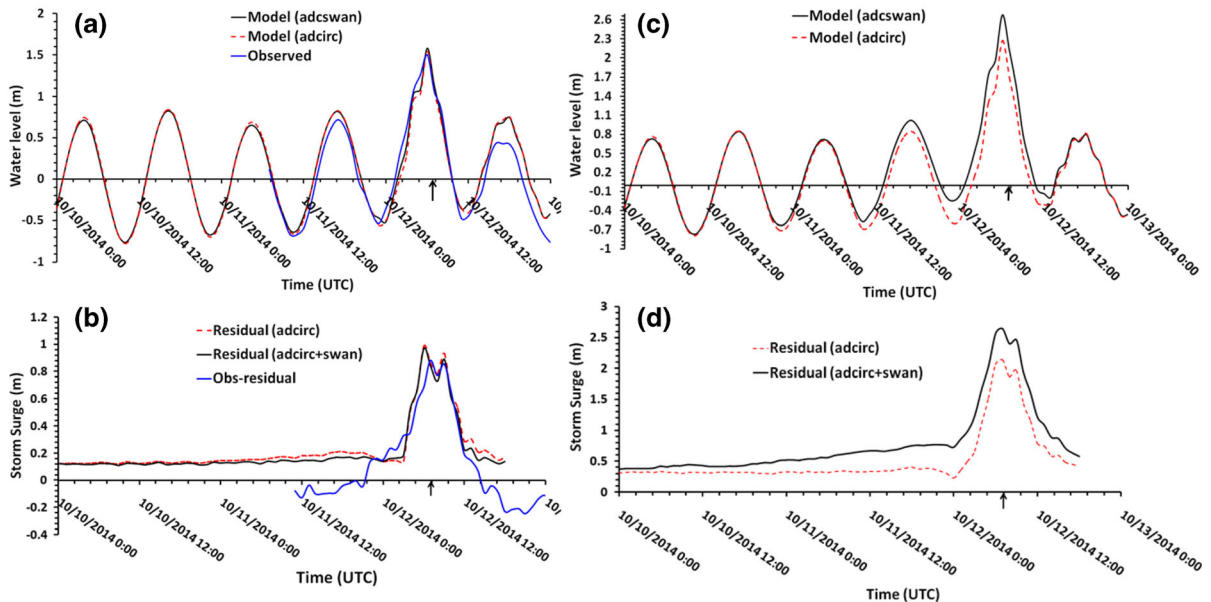 (a)
Model (adcswan)
Model (adcirc)
Observed
Water level (m)
2
1.5
1
0.5
0
-0.5
-1
10/10/2014 0:00
10/10/2014 12:00
10/11/2014 0:00
10/11/2014 12:00
10/12/2014 0:00
10/12/2014 12:00
10/
Time (UTC)
(c)
Model (adcswan)
Model (adcirc)
Water level (m)
2.6
2.3
2
1.7
1.4
1.1
0.8
0.5
0.2
-0.1
-0.4
-0.7
-1
10/10/2014 0:00
10/10/2014 12:00
10/11/2014 0:00
10/11/2014 12:00
10/12/2014 0:00
10/12/2014 12:00
10/13/2014 0:00
Time (UTC)
(b)
Residual (adcirc)
Residual (adcirc+swan)
Obs-residual
Storm Surge (m)
1.2
1
0.8
0.6
0.4
0.2
0
-0.2
-0.4
10/10/2014 0:00
10/10/2014 12:00
10/11/2014 0:00
10/11/2014 12:00
10/12/2014 0:00
10/12/2014 12:00
10/
Time (UTC)
(d)
Residual (adcirc)
Residual (adcirc+swan)
Storm Surge (m)
3
2.5
2
1.5
1
0.5
0
10/10/2014 0:00
10/10/2014 12:00
10/11/2014 0:00
10/11/2014 12:00
10/12/2014 0:00
10/12/2014 12:00
10/13/2014 0:00
Time (UTC)